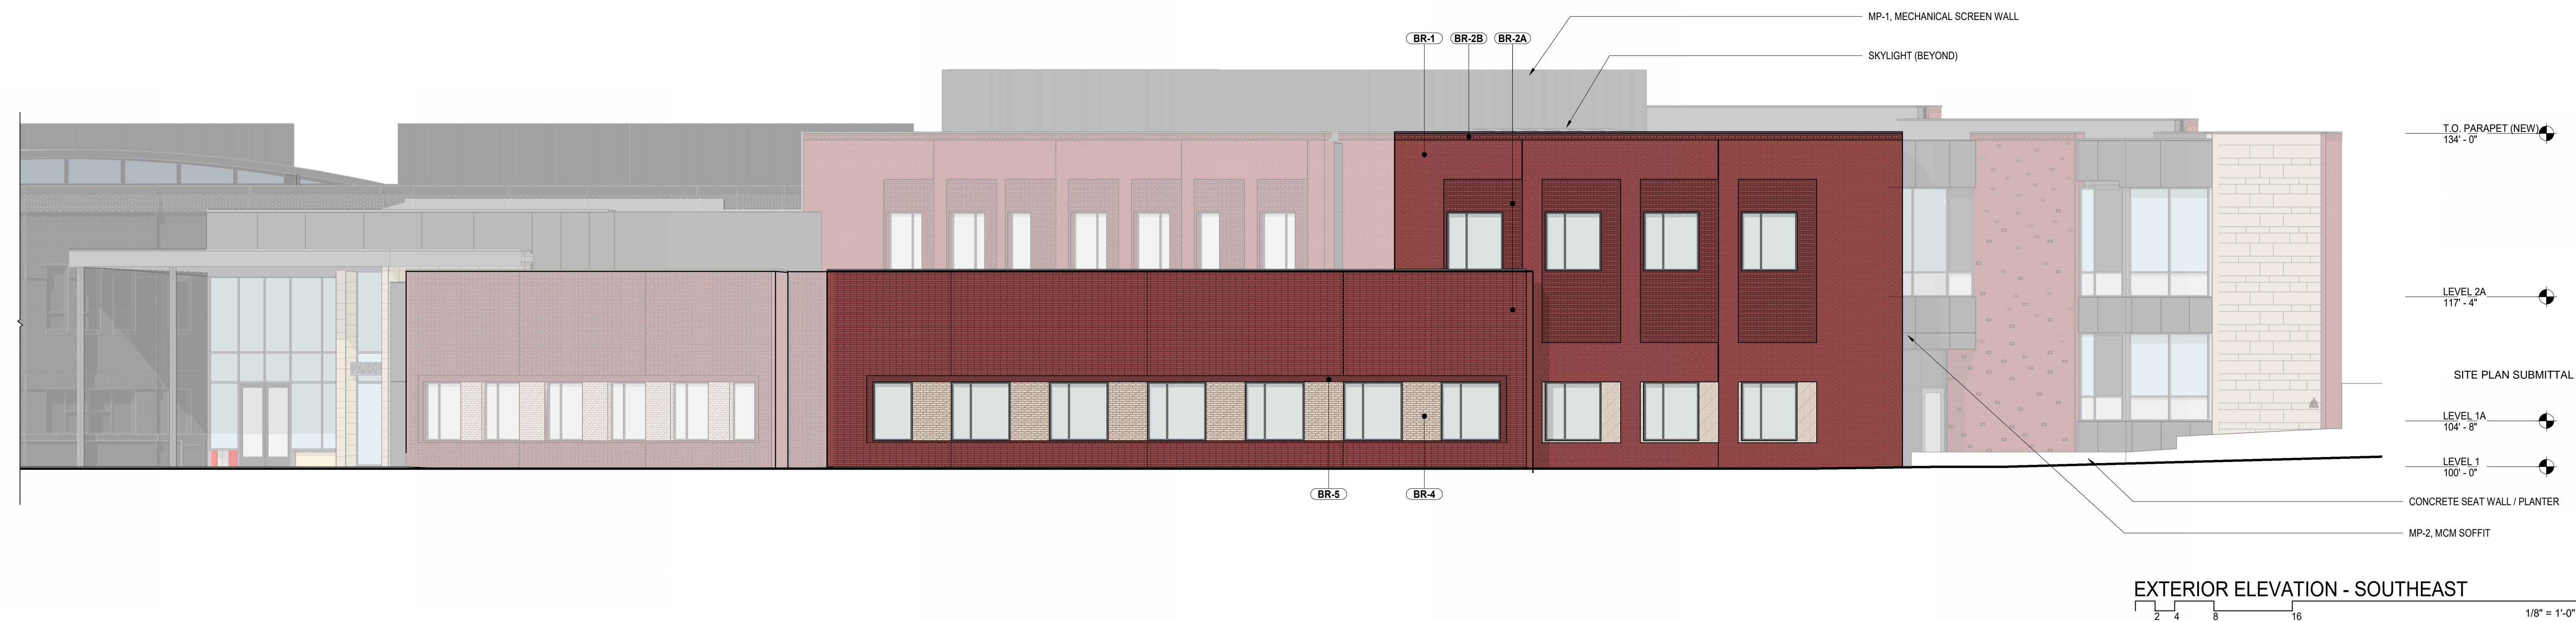 MP-1, MECHANICAL SCREEN WALL
BR-1 BR-2B BR-2A
SKYLIGHT (BEYOND)
T.O. PARAPET (NEW)
134' - 0"
LEVEL 2A
117' - 4"
SITE PLAN SUBMITTAL
LEVEL 1A
104' - 8"
LEVEL 1
100' - 0"
BR-5 BR-4
CONCRETE SEAT WALL / PLANTER
MP-2, MCM SOFFIT
EXTERIOR ELEVATION - SOUTHEAST
2 4 8 16
1/8" = 1'-0"